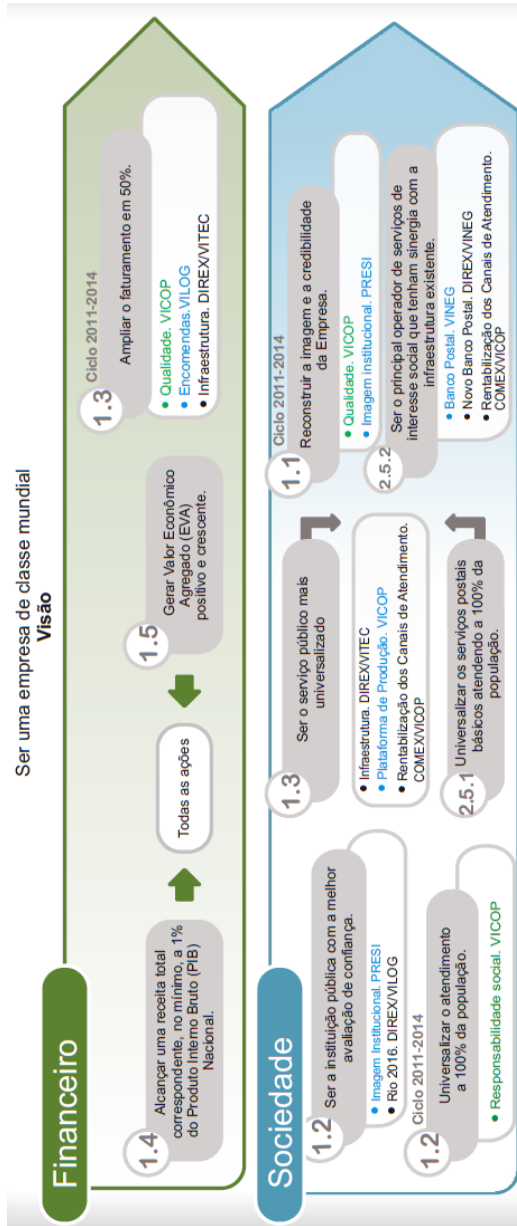 Ser uma empresa de classe mundial
Visão
Financeiro
1.4
Alcançar uma receita total
correspondente, no mínimo, a 1%
do Produto Interno Bruto (PIB)
Nacional.
Todas as ações
1.5
Gerar Valor Econômico
Agregado (EVA)
positivo e crescente.
1.3
Ciclo 2011-2014
Ampliar o faturamento em 50%.
• Qualidade. VICOP
• Encomendas.VILOG
• Infraestrutura. DIREX/VITEC
Sociedade
1.2
Ser a instituição pública com a melhor
avaliação de confiança.
• Imagem Institucional. PRESI
• Rio 2016. DIREX/VILOG
Ciclo 2011-2014
1.2
Universalizar o atendimento
a 100% da população.
• Responsabilidade social. VICOP
1.3
Ser o serviço público mais
universalizado
• Infraestrutura. DIREX/VITEC
• Plataforma de Produção. VICOP
• Rentabilização dos Canais de Atendimento.
COMEX/VICOP
2.5.1
Universalizar os serviços postais
básicos atendendo a 100% da
população.
Ciclo 2011-2014
1.1
Reconstruir a imagem e a credibilidade
da Empresa.
• Qualidade. VICOP
• Imagem institucional. PRESI
2.5.2
Ser o principal operador de serviços de
interesse social que tenham sinergia com a
infraestrutura existente.
• Banco Postal. VINEG
• Novo Banco Postal. DIREX/VINEG
• Rentabilização dos Canais de Atendimento.
COMEX/VICOP